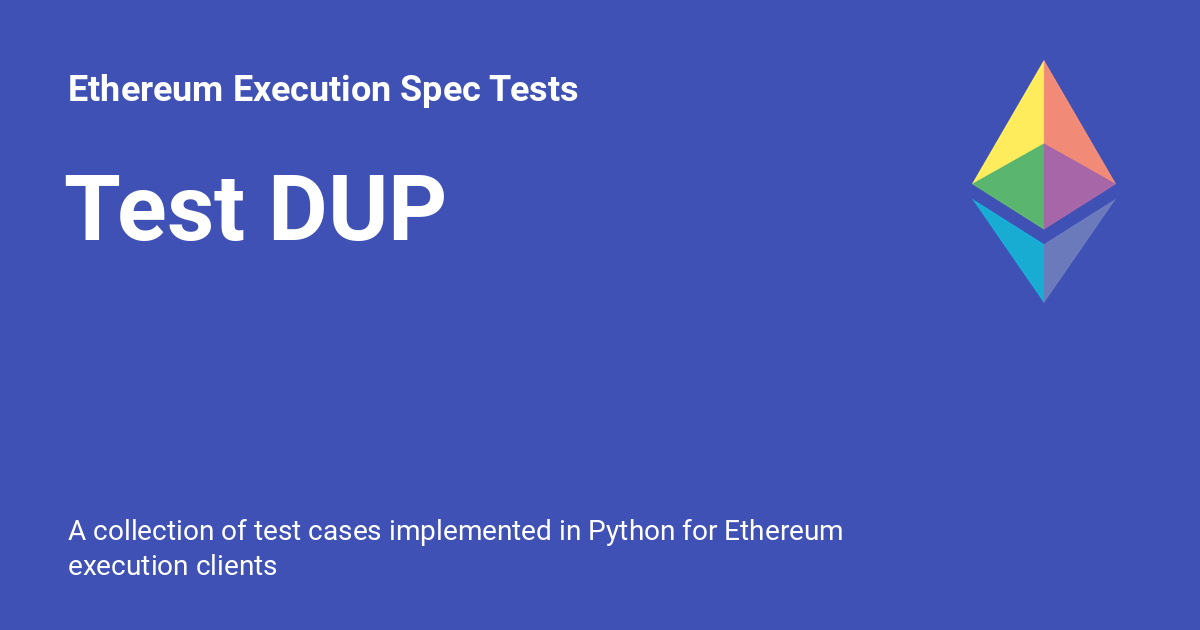 Ethereum Execution Spec Tests
Test DUP
A collection of test cases implemented in Python for Ethereum
execution clients